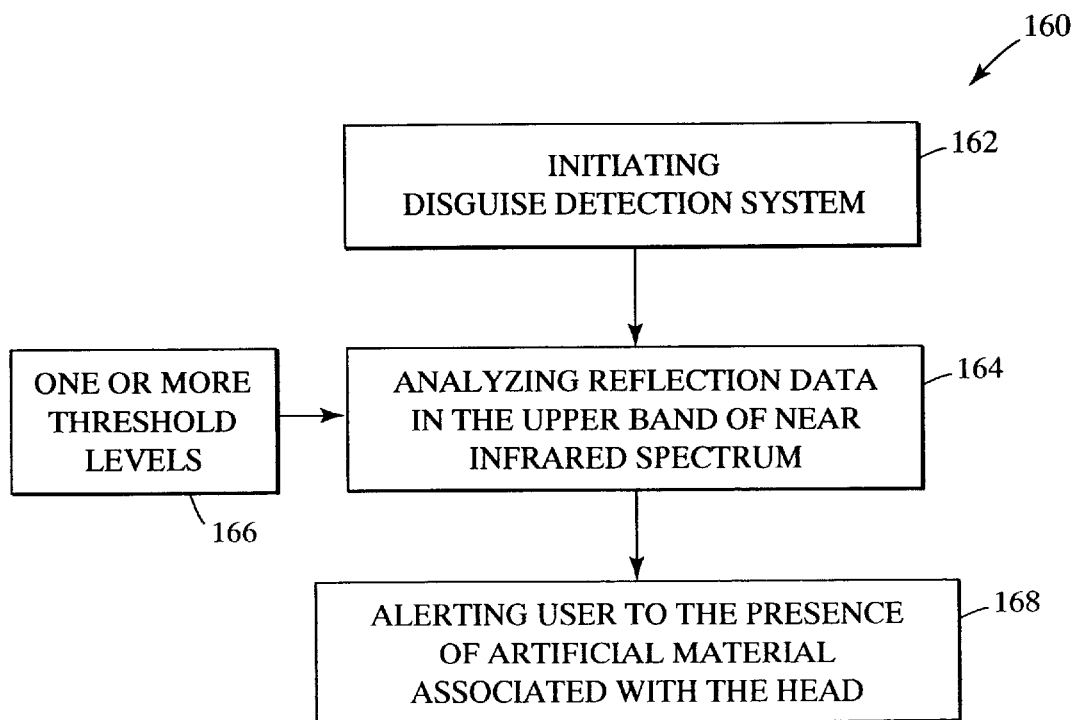 160
INITIATING
DISGUISE DETECTION SYSTEM
162
ONE OR MORE
THRESHOLD
LEVELS
166
ANALYZING REFLECTION DATA
IN THE UPPER BAND OF NEAR
INFRARED SPECTRUM
164
ALERTING USER TO THE PRESENCE
OF ARTIFICIAL MATERIAL
ASSOCIATED WITH THE HEAD
168